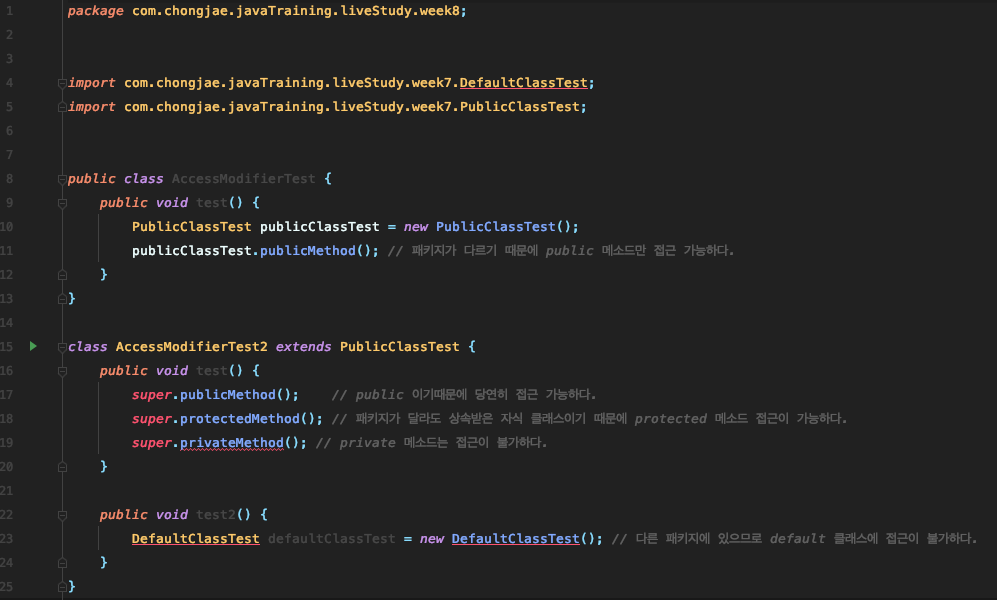 1 package com.chongjae.javaTraining.liveStudy.week8;
2
3
4 import com.chongjae.javaTraining.liveStudy.week7.DefaultClassTest;
5 import com.chongjae.javaTraining.liveStudy.week7.PublicClassTest;
6
7
8 public class AccessModifierTest {
9     public void test() {
10         PublicClassTest publicClassTest = new PublicClassTest();
11         publicClassTest.publicMethod(); // 패키지가 다르기 때문에 public 메소드만 접근 가능하다.
12     }
13 }
14
15 class AccessModifierTest2 extends PublicClassTest {
16     public void test() {
17         super.publicMethod();    // public 이기때문에 당연히 접근 가능하다.
18         super.protectedMethod(); // 패키지가 달라도 상속받은 자식 클래스이기 때문에 protected 메소드 접근이 가능하다.
19         super.privateMethod(); // private 메소드는 접근이 불가하다.
20     }
21
22     public void test2() {
23         DefaultClassTest defaultClassTest = new DefaultClassTest(); // 다른 패키지에 있으므로 default 클래스에 접근이 불가하다.
24     }
25 }